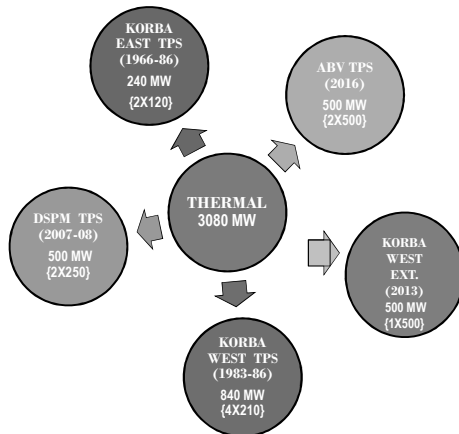 KORBA
EAST TPS
(1966-86)
240 MW
{2X120}
ABV TPS
(2016)
500 MW
{2X500}
THERMAL
3080 MW
DSPM TPS
(2007-08)
500 MW
{2X250}
KORBA
WEST
EXT.
(2013)
500 MW
{1X500}
KORBA
WEST TPS
(1983-86)
840 MW
{4X210}